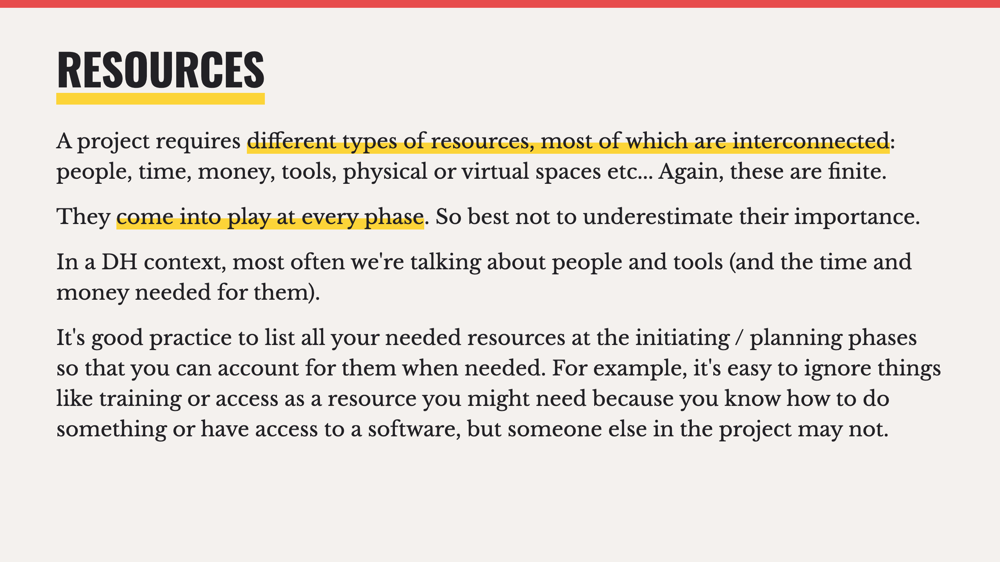 RESOURCES
A project requires different types of resources, most of which are interconnected:
people, time, money, tools, physical or virtual spaces etc... Again, these are finite.
They come into play at every phase. So best not to underestimate their importance.
In a DH context, most often we're talking about people and tools (and the time and
money needed for them).
It's good practice to list all your needed resources at the initiating / planning phases
so that you can account for them when needed. For example, it's easy to ignore things
like training or access as a resource you might need because you know how to do
something or have access to a software, but someone else in the project may not.